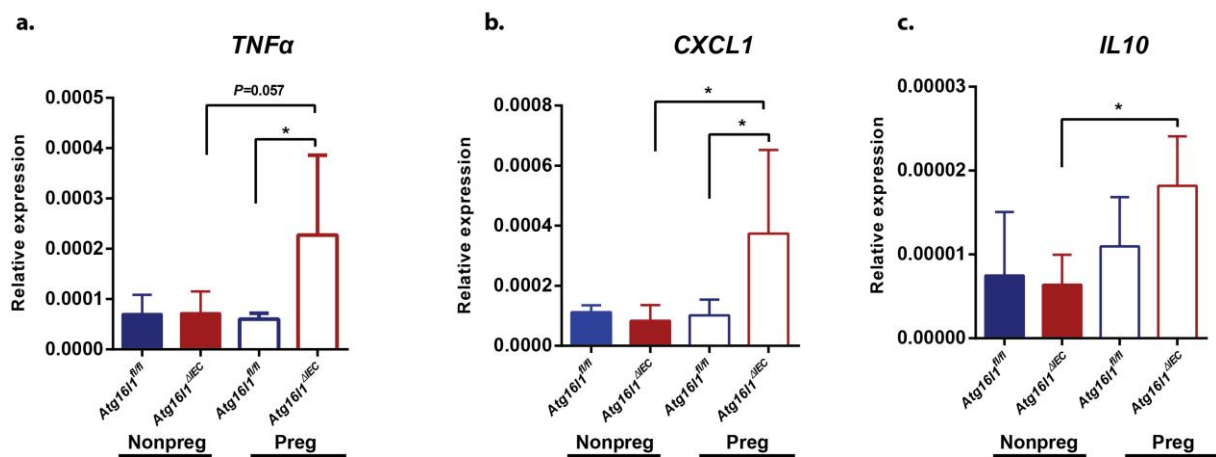 a.
TNFα
Relative expression
0.0005
0.0004
0.0003
0.0002
0.0001
0.0000
P=0.057
*
Atg16l1fl/fl
Atg16l1ΔIEC
Atg16l1fl/fl
Atg16l1ΔIEC
Nonpreg
Preg
b.
CXCL1
Relative expression
0.0008
0.0006
0.0004
0.0002
0.0000
*
*
Atg16l1fl/fl
Atg16l1ΔIEC
Atg16l1fl/fl
Atg16l1ΔIEC
Nonpreg
Preg
c.
IL10
Relative expression
0.00003
0.00002
0.00001
0.00000
*
Atg16l1fl/fl
Atg16l1ΔIEC
Atg16l1fl/fl
Atg16l1ΔIEC
Nonpreg
Preg